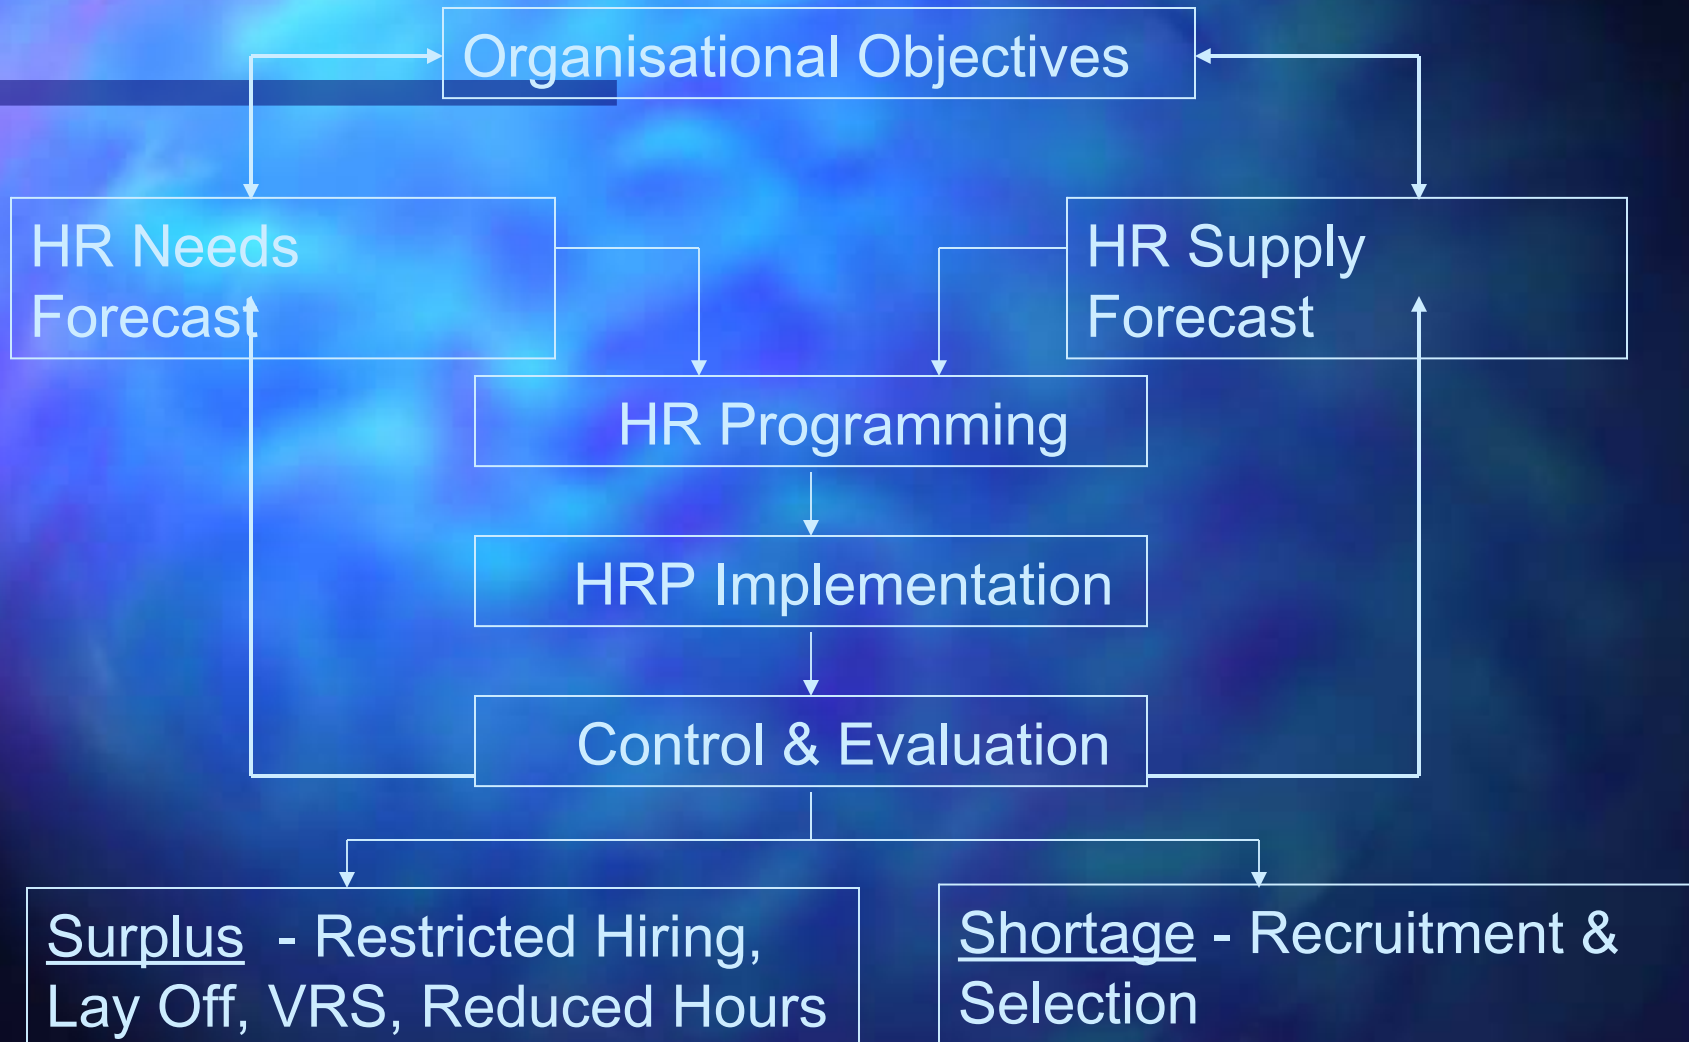 Organisational Objectives
HR Needs
Forecast
HR Supply
Forecast
HR Programming
HRP Implementation
Control & Evaluation
Surplus - Restricted Hiring,
Lay Off, VRS, Reduced Hours
Shortage - Recruitment &
Selection